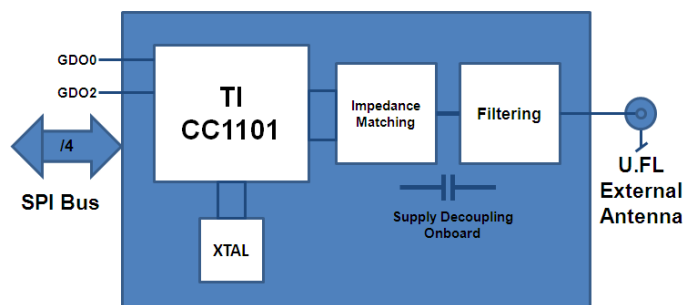 GDO0
GDO2
/4
SPI Bus
TI
CC1101
XTAL
Impedance
Matching
Filtering
Supply Decoupling
Onboard
U.FL
External
Antenna